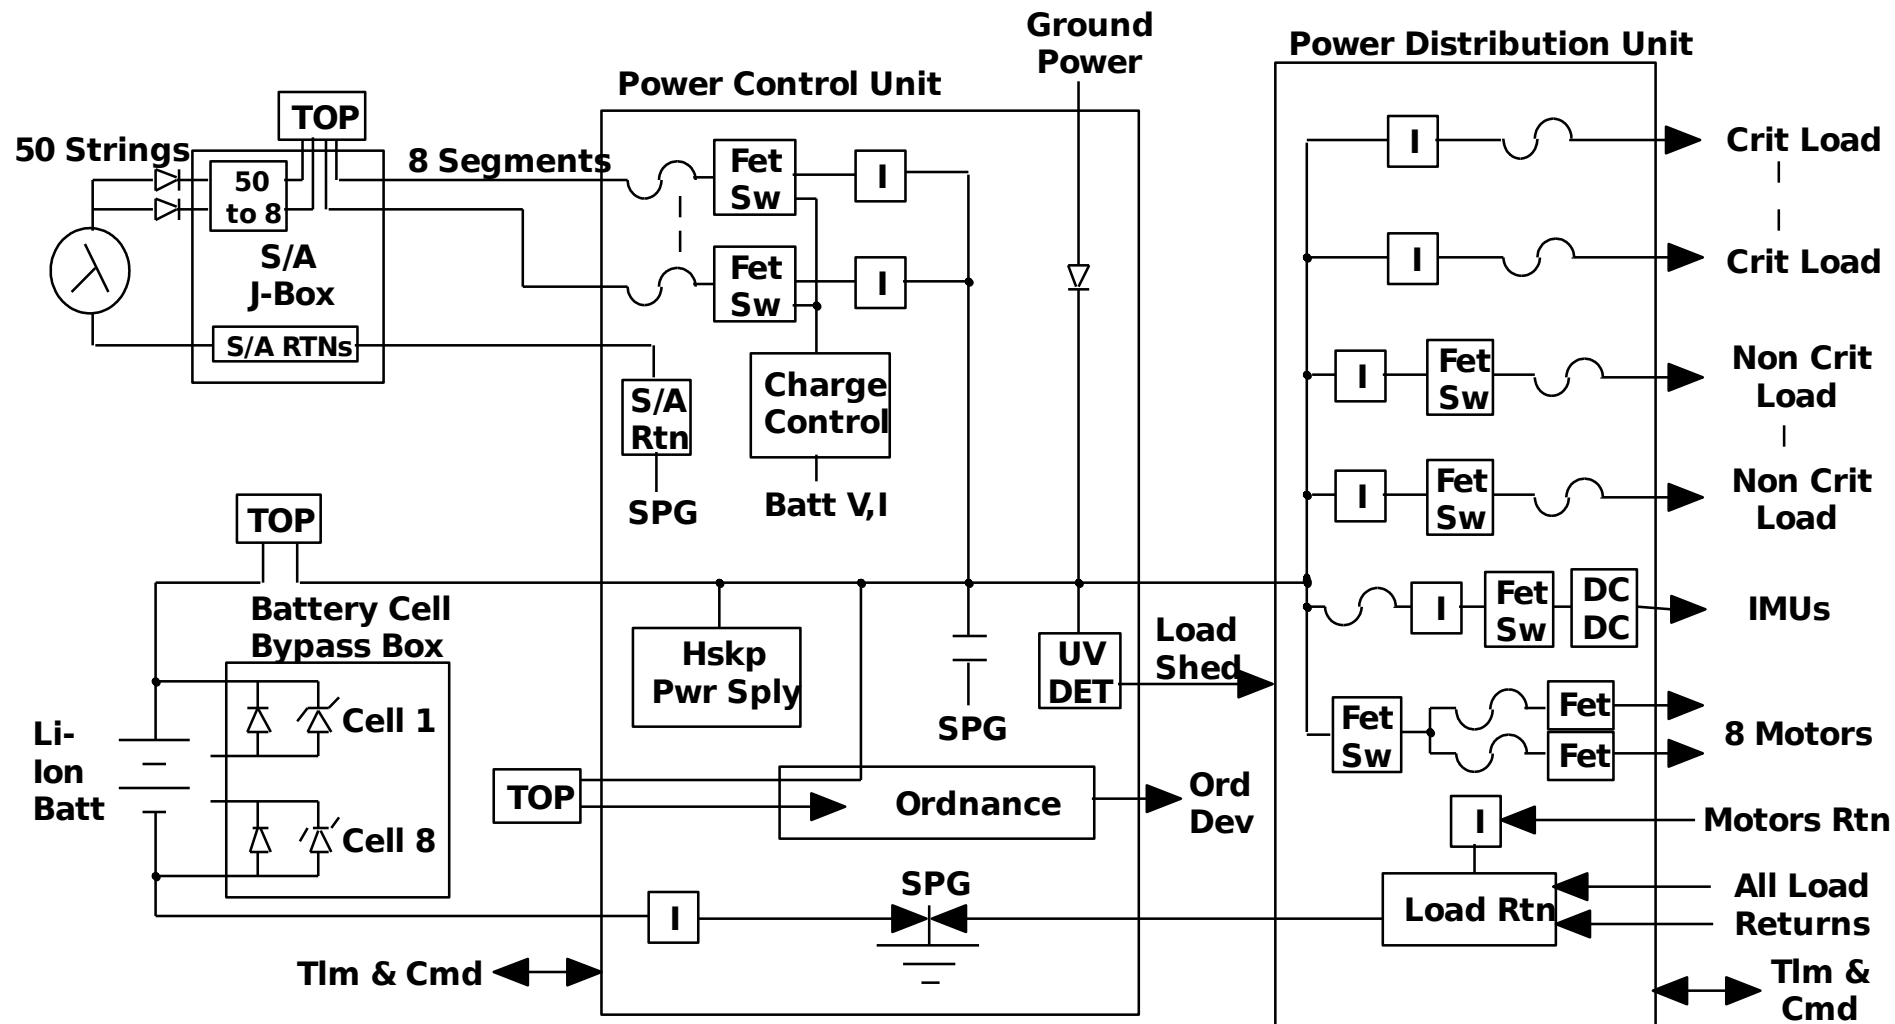 Ground
Power
Power Distribution Unit
Power Control Unit
TOP
50 Strings
8 Segments
50
to 8
S/A
J-Box
S/A RTNs
Fet
Sw
I
Fet
Sw
I
S/A
Rtn
SPG
Charge
Control
Batt V,I
I
Crit Load
I
Crit Load
I
Fet
Sw
Non Crit
Load
I
Fet
Sw
Non Crit
Load
TOP
Battery Cell
Bypass Box
Cell 1
Cell 8
Li-
Ion
Batt
Hskp
Pwr Sply
SPG
UV
DET
Load
Shed
I
Fet
Sw
DC
DC
IMUs
Fet
Sw
Fet
Fet
8 Motors
TOP
Ordnance
Ord
Dev
I
Motors Rtn
SPG
I
Load Rtn
All Load
Returns
Tlm & Cmd
Tlm &
Cmd